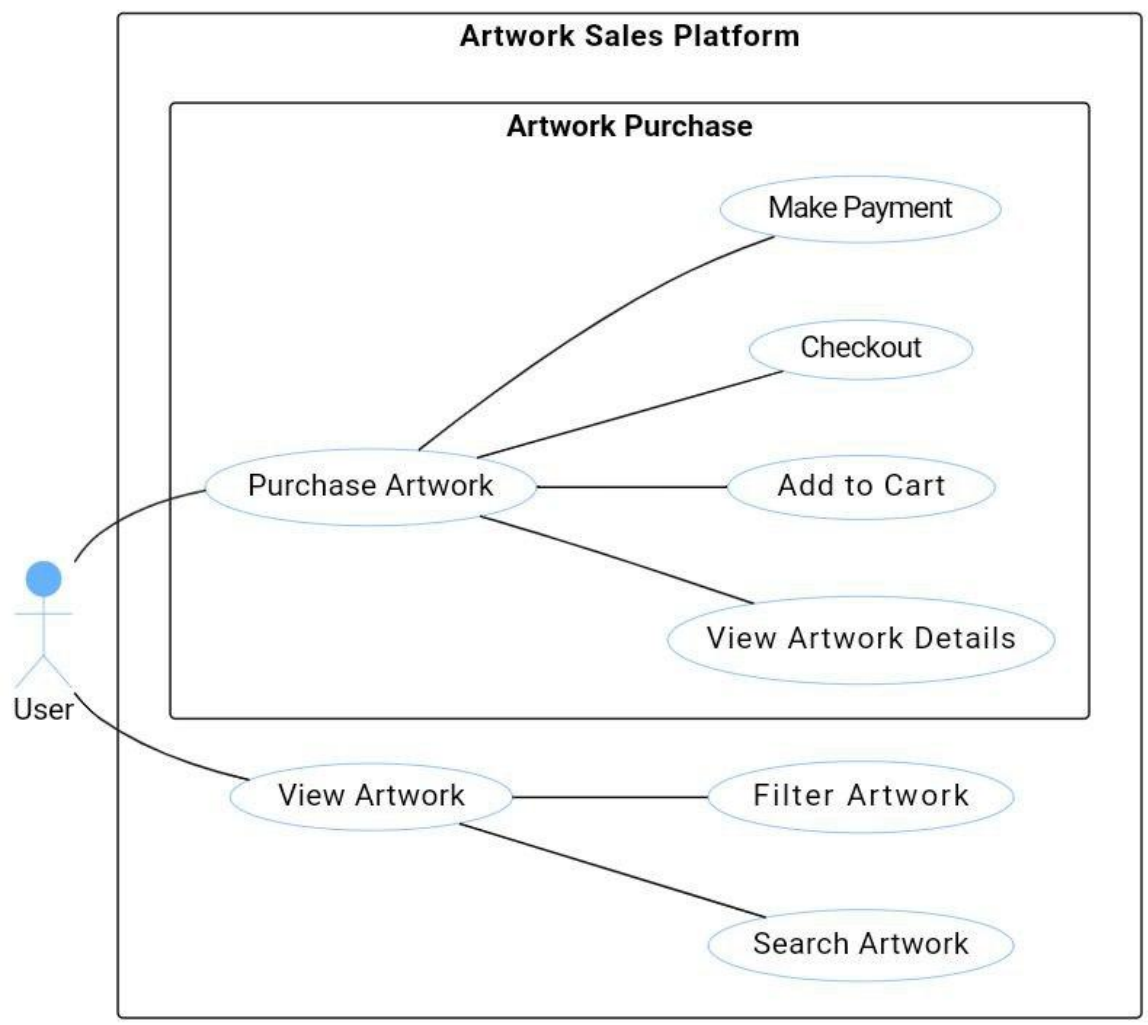 Artwork Sales Platform
Artwork Purchase
Make Payment
Checkout
Purchase Artwork
Add to Cart
View Artwork Details
User
View Artwork
Filter Artwork
Search Artwork